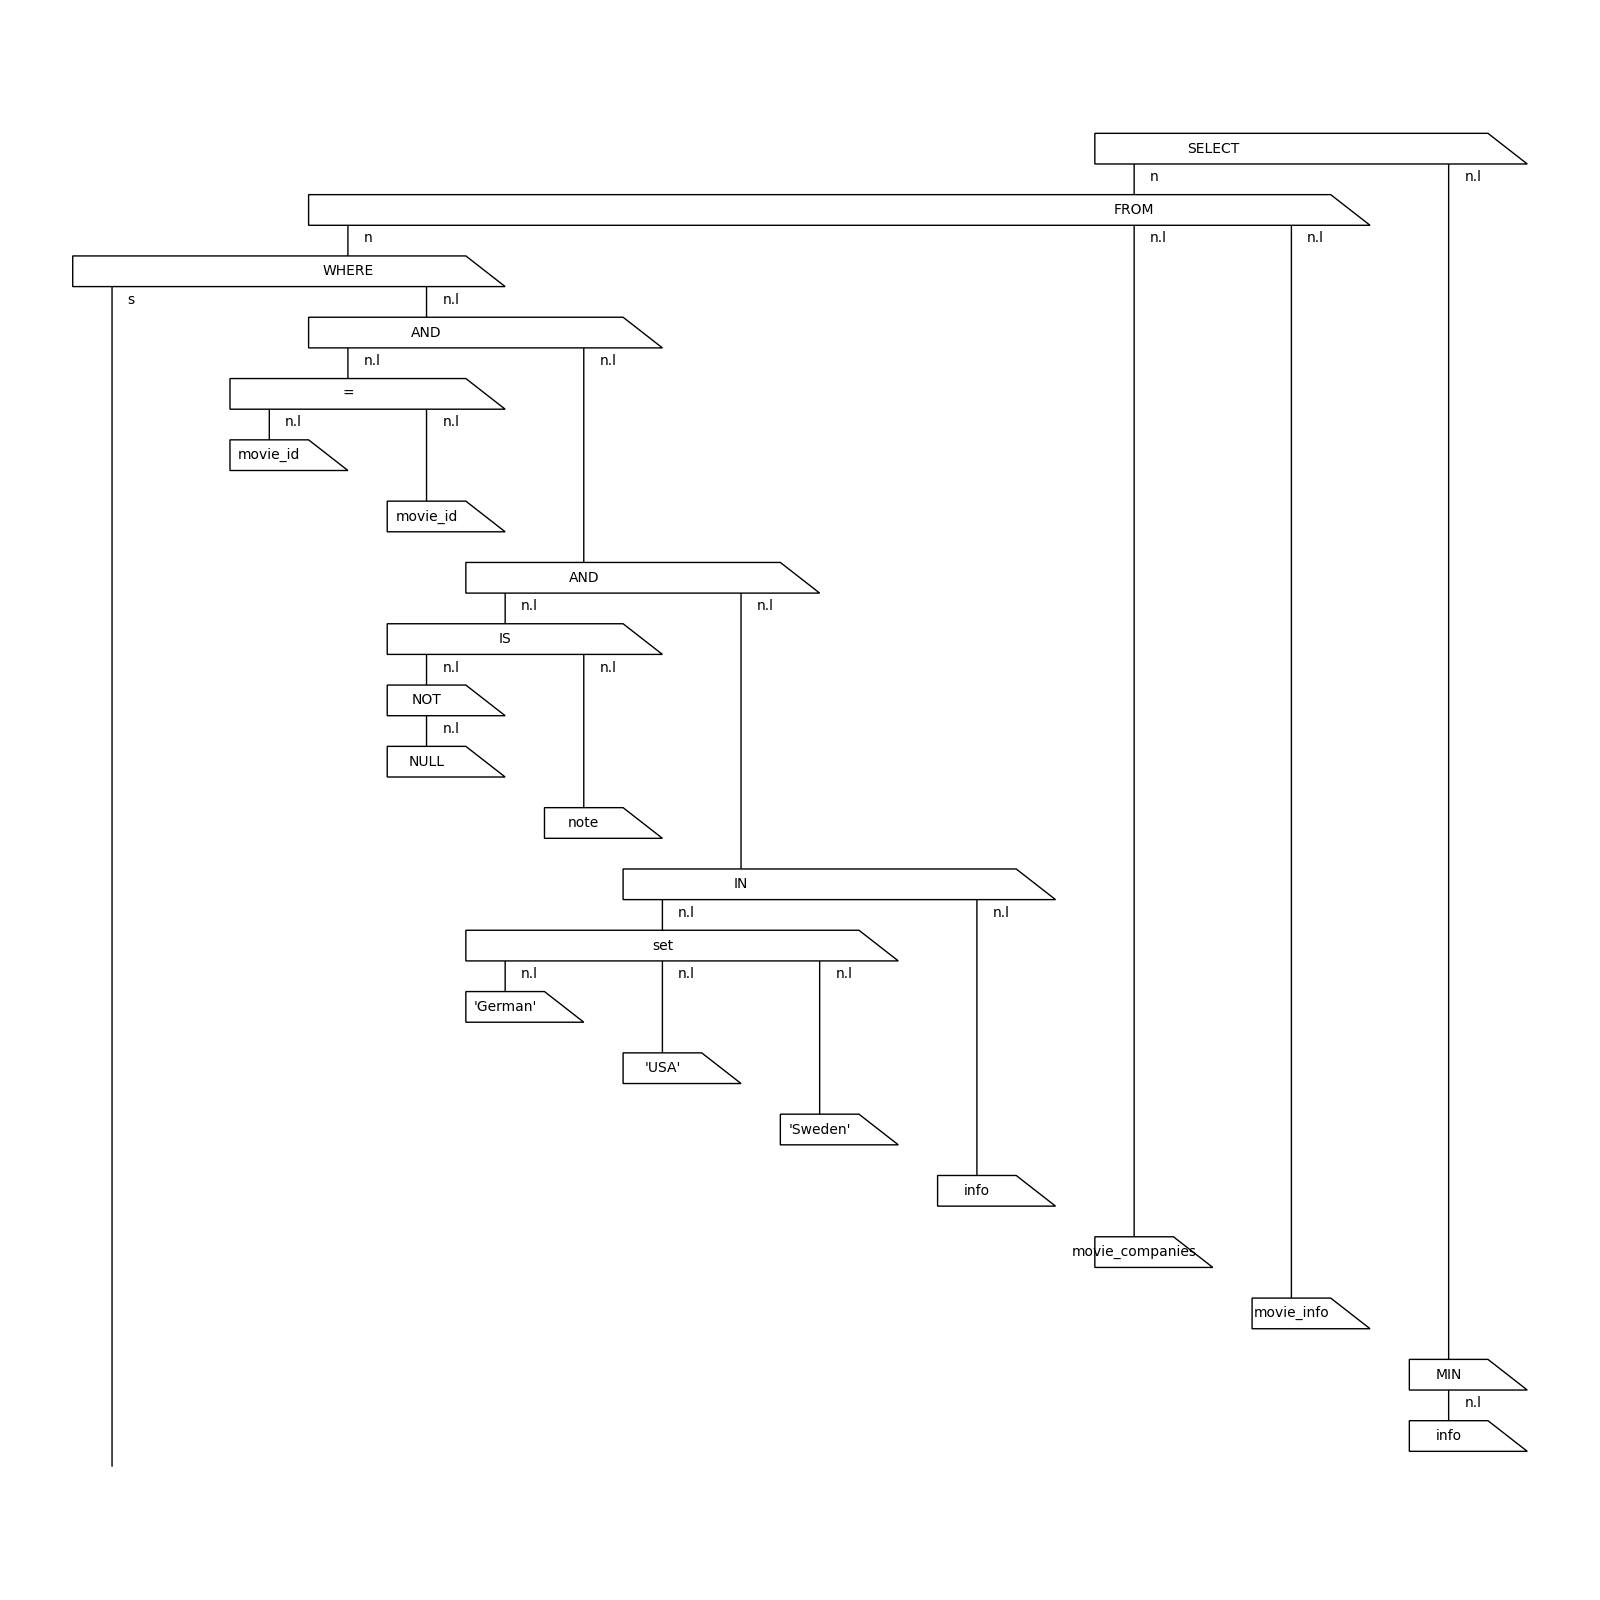 SELECT
n n.l
FROM
n n.l n.l
WHERE
s n.l
AND
n.l n.l
=
n.l n.l
movie_id
movie_id
AND
n.l n.l
IS
n.l n.l
NOT
n.l
NULL
note
IN
n.l n.l
set
n.l n.l n.l
'German'
'USA'
'Sweden'
info
movie_companies
movie_info
MIN
n.l
info